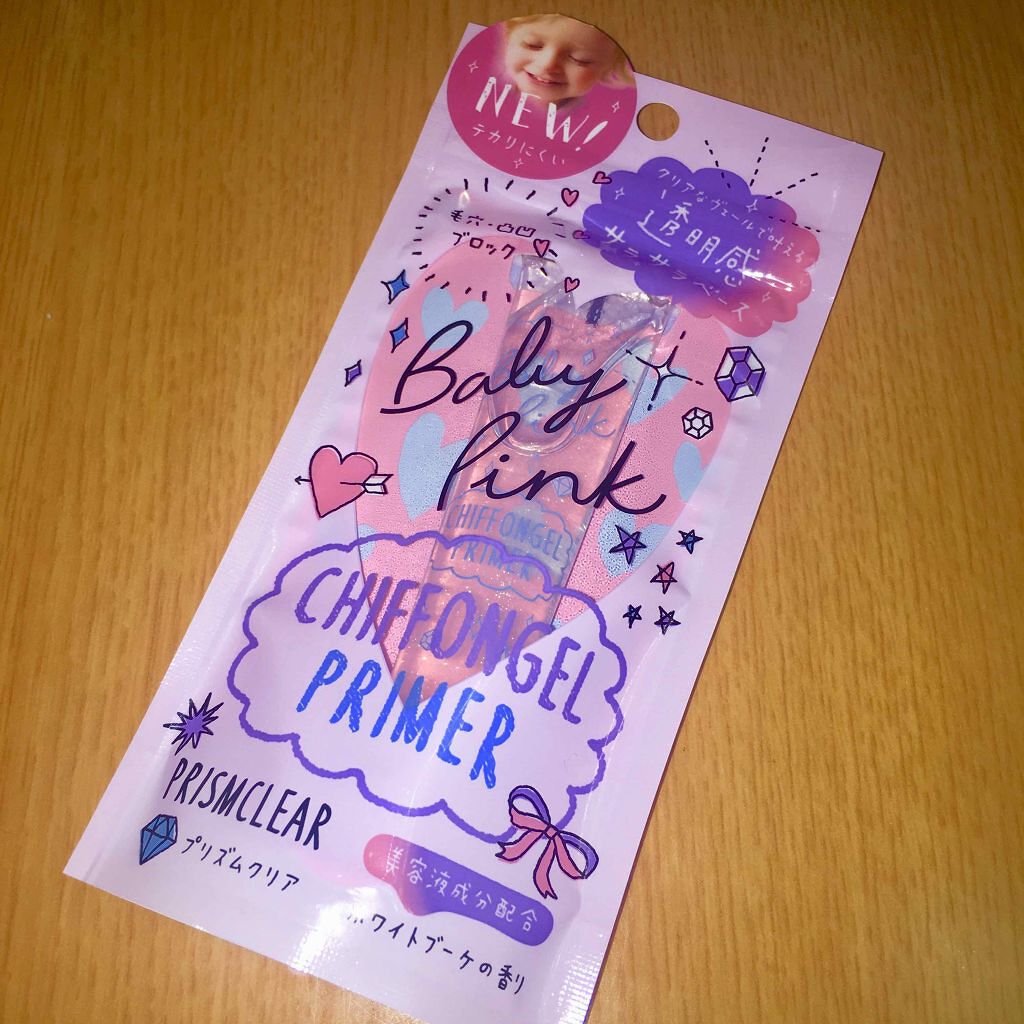 NEW!
テカリにくい
クリアなヴェールで叶える
透明感
サラサラベース
毛穴・凸凹
ブロック
Baby
Pink
CHIFFONGEL
PRIMER
CHIFFONGEL
PRIMER
PRISMCLEAR
プリズムクリア
美容液成分配合
ホワイトブーケの香り